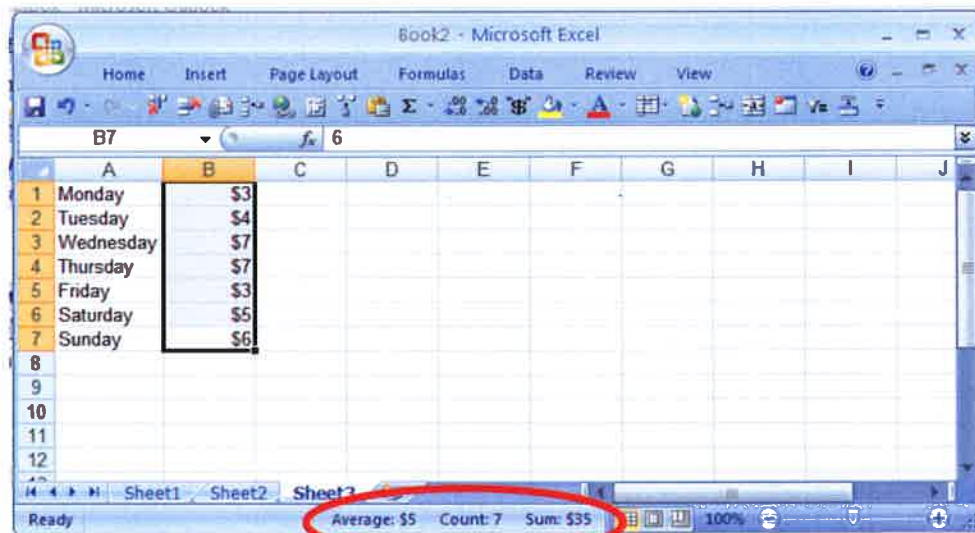 Book2 - Microsoft Excel
Home Insert Page Layout Formulas Data Review View
B7 fx 6
A B C D E F G H I J
1 Monday $3
2 Tuesday $4
3 Wednesday $7
4 Thursday $7
5 Friday $3
6 Saturday $5
7 Sunday $6
8
9
10
11
12
Sheet1 Sheet2 Sheet3
Ready Average: $5 Count: 7 Sum: $35 100%